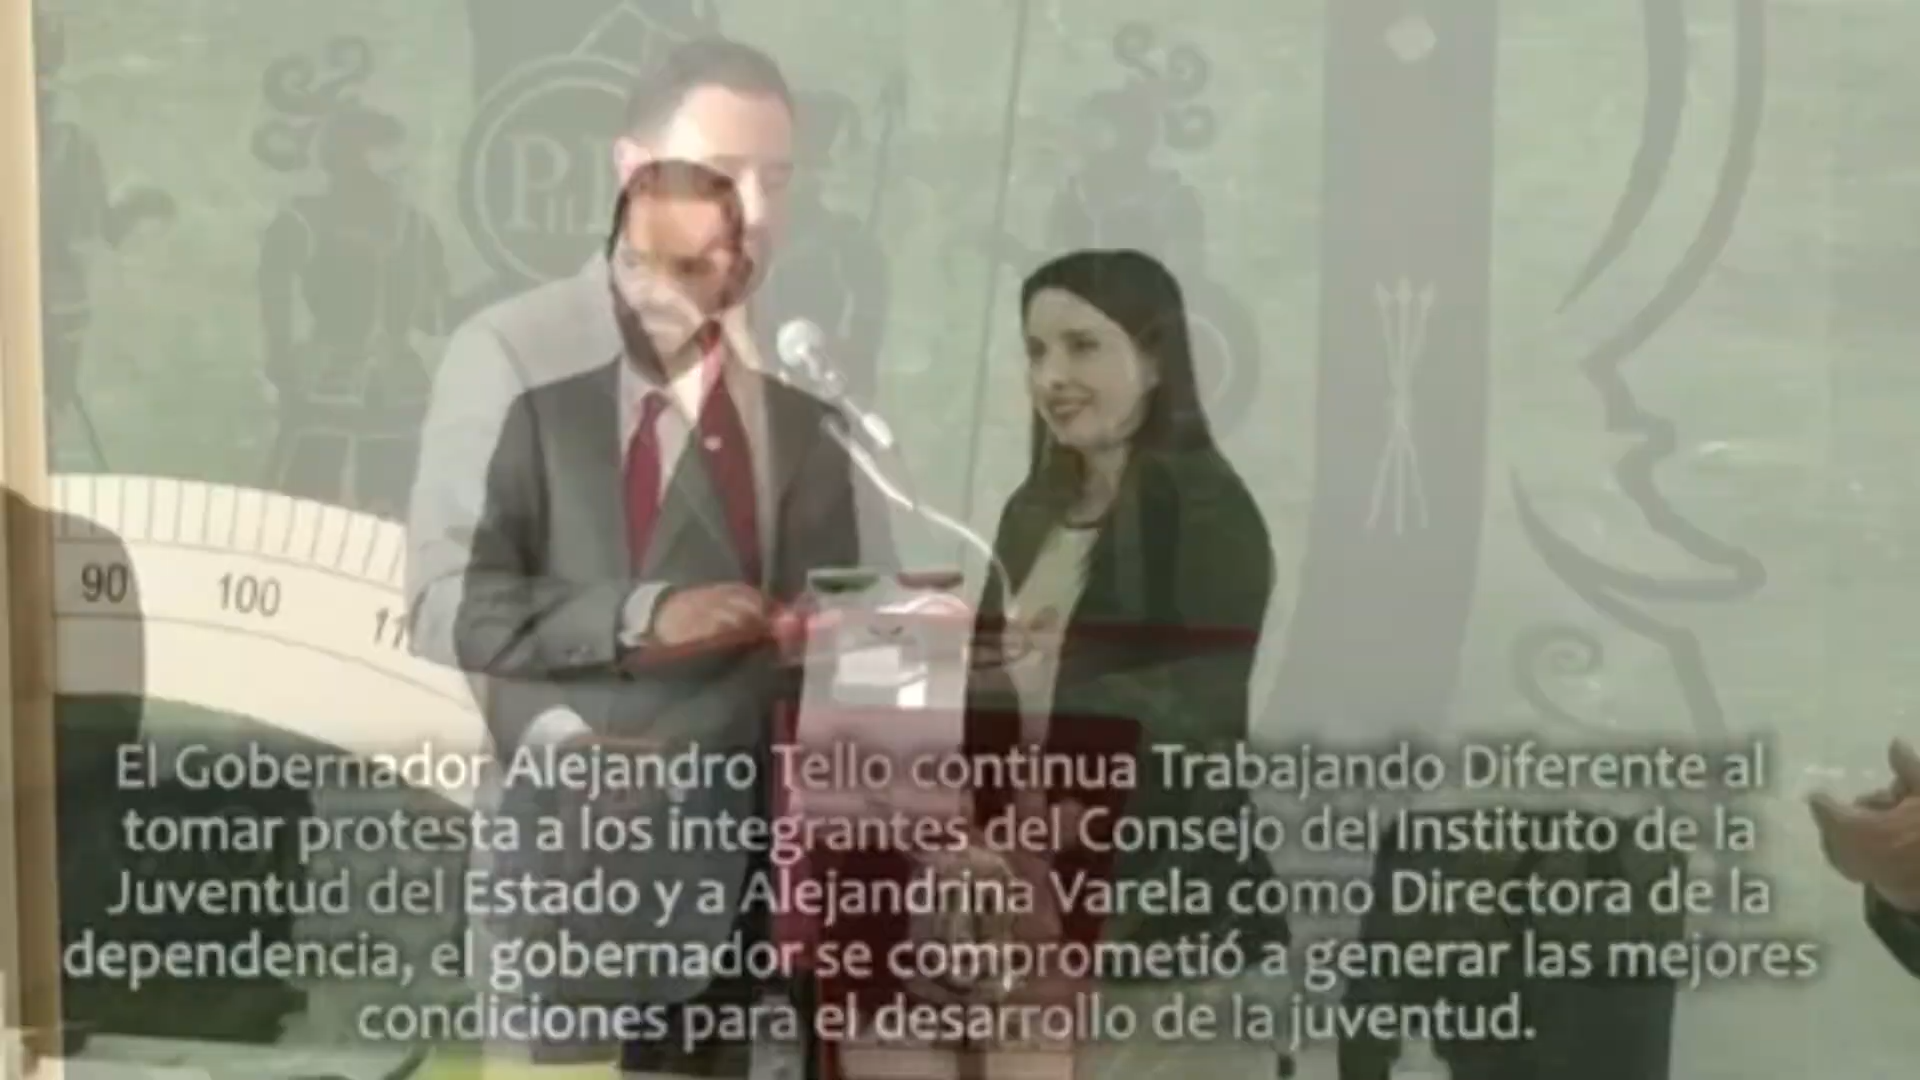 90 100 11
El Gobernador Alejandro Tello continua Trabajando Diferente al
tomar protesta a los integrantes del Consejo del Instituto de la
Juventud del Estado y a Alejandrina Varela como Directora de la
dependencia, el gobernador se comprometió a generar las mejores
condiciones para el desarrollo de la juventud.